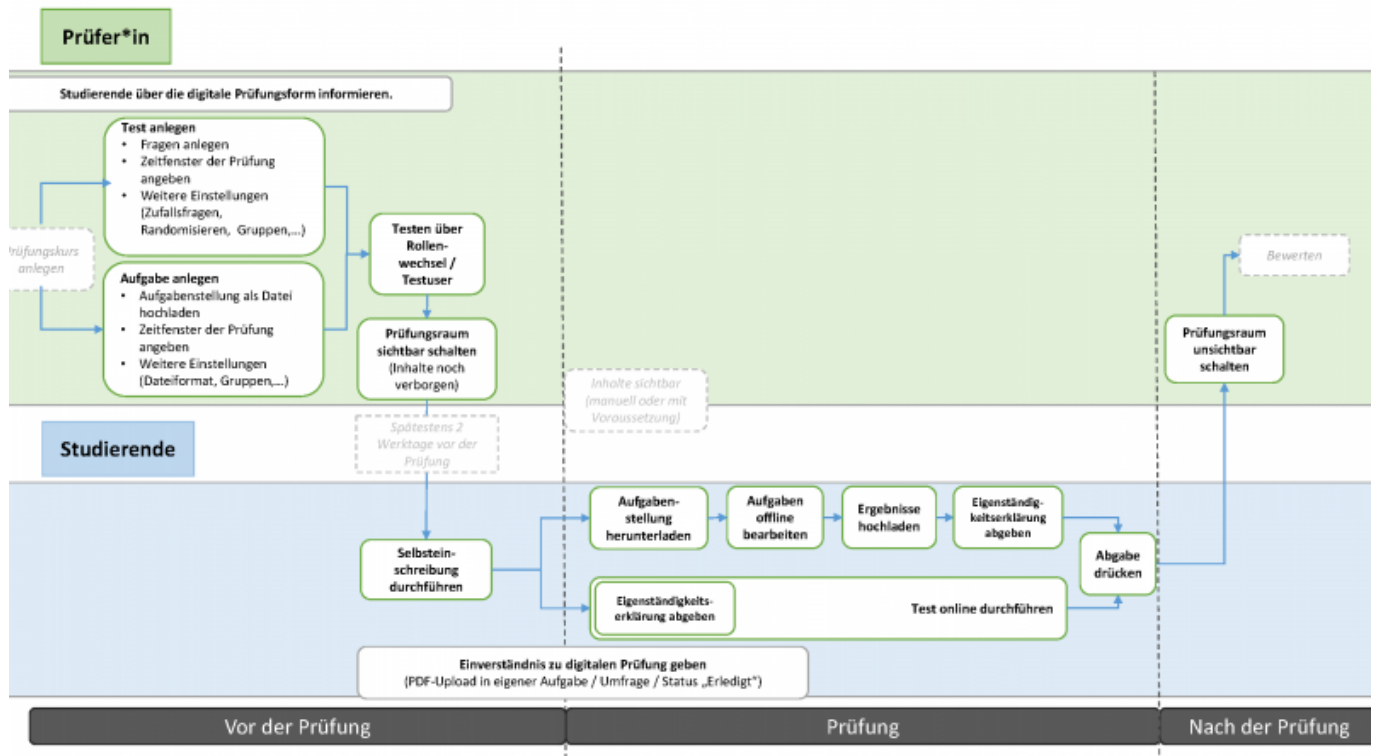 Prüfer*in
Studierende über die digitale Prüfungsform informieren.
Test anlegen
• Fragen anlegen
• Zeitfenster der Prüfung
angeben
• Weitere Einstellungen
(Zufallsfragen,
Randomisieren, Gruppen,...)
Prüfungskurs
anlegen
Aufgabe anlegen
• Aufgabenstellung als Datei
hochladen
• Zeitfenster der Prüfung
angeben
• Weitere Einstellungen
(Dateiformat, Gruppen,...)
Testen über
Rollen-
wechsel /
Testuser
Prüfungsraum
sichtbar schalten
(Inhalte noch
verborgen)
Inhalte sichtbar
(manuell oder mit
Voraussetzung)
Bewerten
Prüfungsraum
unsichtbar
schalten
Studierende
Spätestens 2
Werktage vor der
Prüfung
Selbstein-
schreibung
durchführen
Aufgaben-
stellung
herunterladen
Aufgaben
offline
bearbeiten
Ergebnisse
hochladen
Eigenständig-
keitserklärung
abgeben
Abgabe
drücken
Eigenständigkeits-
erklärung abgeben
Test online durchführen
Einverständnis zu digitalen Prüfung geben
(PDF-Upload in eigener Aufgabe / Umfrage / Status „Erledigt“)
Vor der Prüfung
Prüfung
Nach der Prüfung